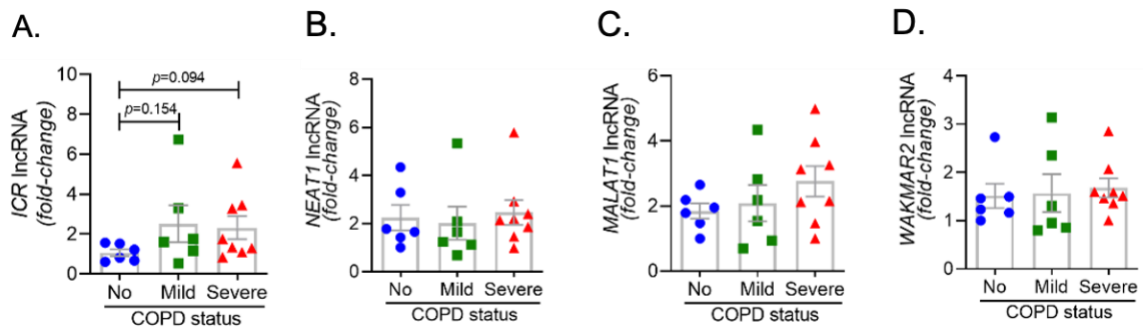 A.
ICR lncRNA
(fold-change)
10
8
6
4
2
0
p=0.094
p=0.154
No Mild Severe
COPD status
B.
NEAT1 lncRNA
(fold-change)
8
6
4
2
0
No Mild Severe
COPD status
C.
MALAT1 lncRNA
(fold-change)
6
4
2
0
No Mild Severe
COPD status
D.
WAKMAR2 lncRNA
(fold-change)
4
3
2
1
0
No Mild Severe
COPD status